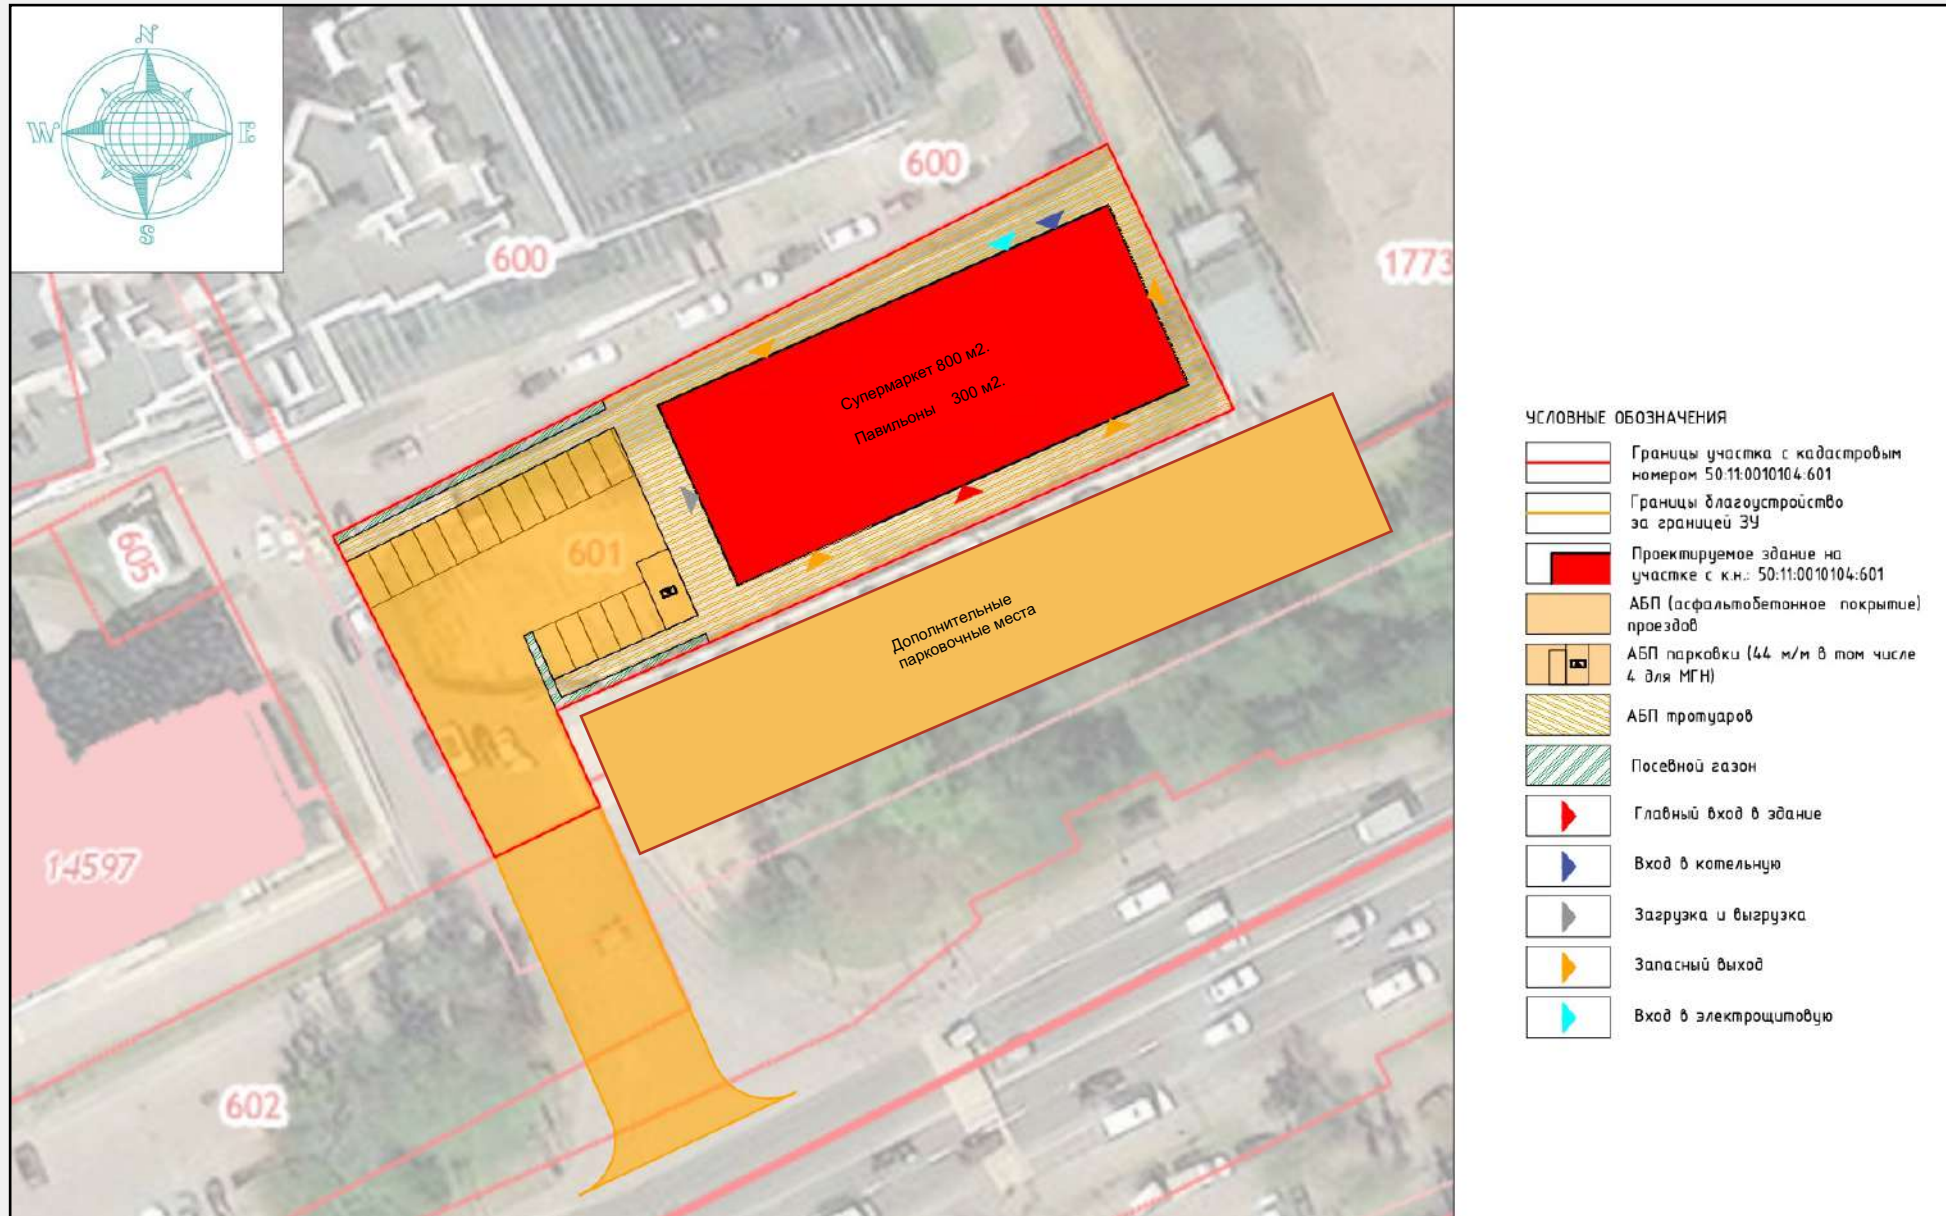 N
W
E
S
600
600
1773
Супермаркет 800 м2.
Павильоны 300 м2.
601
605
Дополнительные
парковочные места
14597
602
УСЛОВНЫЕ ОБОЗНАЧЕНИЯ
Границы участка с кадастровым
номером 50:11:0010104:601
Границы благоустройство
за границей ЗУ
Проектируемое здание на
участке с к.н.: 50:11:0010104:601
АБП (асфальтобетонное покрытие)
проездов
АБП парковки (44 м/м в том числе
4 для МГН)
АБП тротуаров
Посевной газон
Главный вход в здание
Вход в котельную
Загрузка и выгрузка
Запасный выход
Вход в электрощитовую